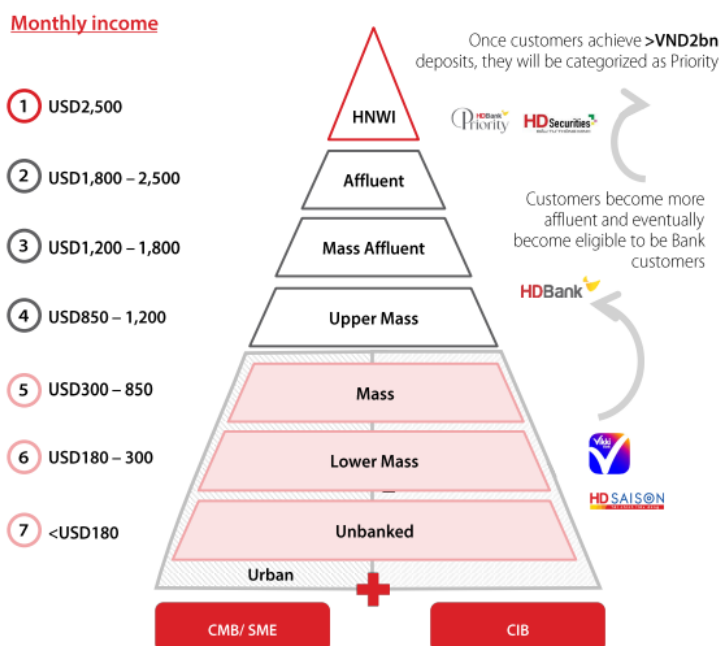 Monthly income
Once customers achieve >VND2bn
deposits, they will be categorized as Priority
1 USD2,500
HNWI
HDBank
Priority
HD Securities
2 USD1,800 – 2,500
Affluent
Customers become more
affluent and eventually
become eligible to be Bank
customers
3 USD1,200 – 1,800
Mass Affluent
HDBank
4 USD850 – 1,200
Upper Mass
5 USD300 – 850
Mass
6 USD180 – 300
Lower Mass
Vikki
HD SAISON
7 <USD180
Unbanked
Urban
CMB/ SME
CIB